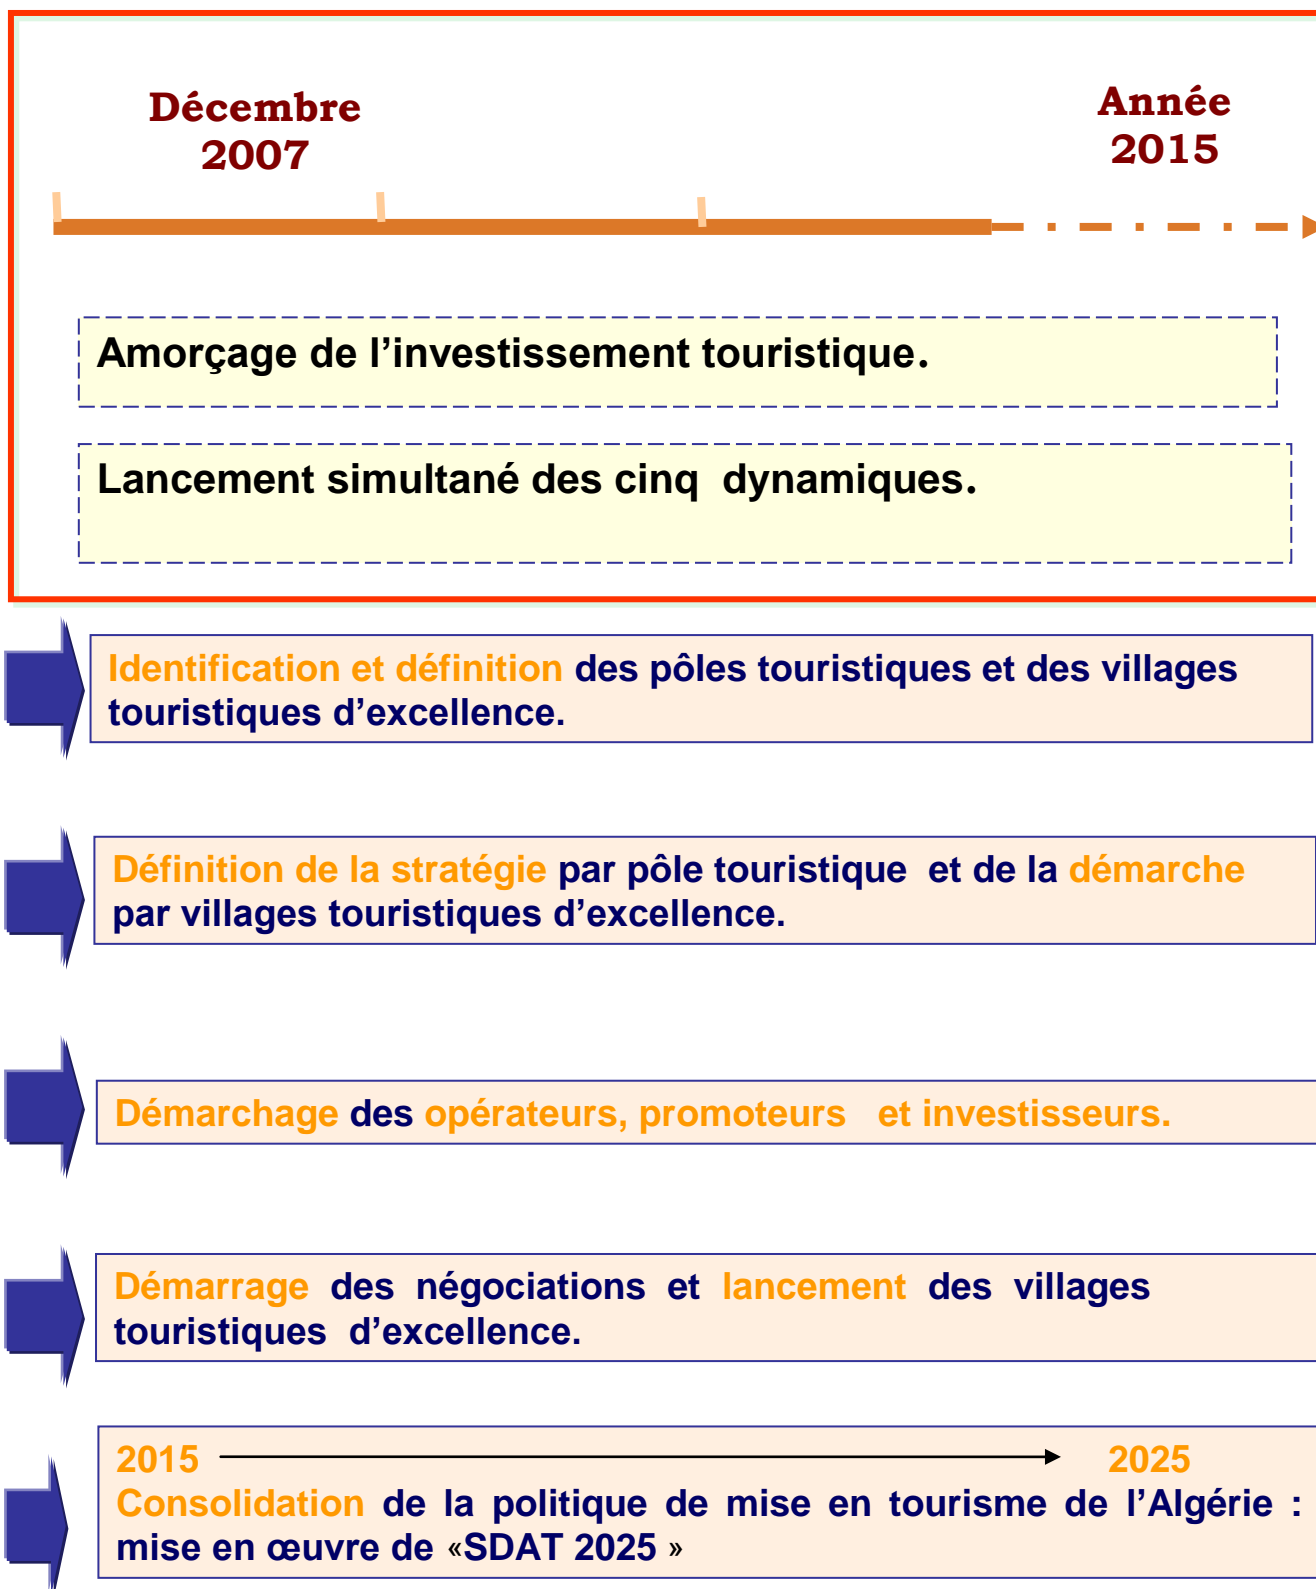 Décembre
2007
Année
2015
Amorçage de l’investissement touristique.
Lancement simultané des cinq dynamiques.
Identification et définition des pôles touristiques et des villages
touristiques d’excellence.
Définition de la stratégie par pôle touristique et de la démarche
par villages touristiques d’excellence.
Démarchage des opérateurs, promoteurs et investisseurs.
Démarrage des négociations et lancement des villages
touristiques d’excellence.
2015 2025
Consolidation de la politique de mise en tourisme de l’Algérie :
mise en œuvre de «SDAT 2025 »